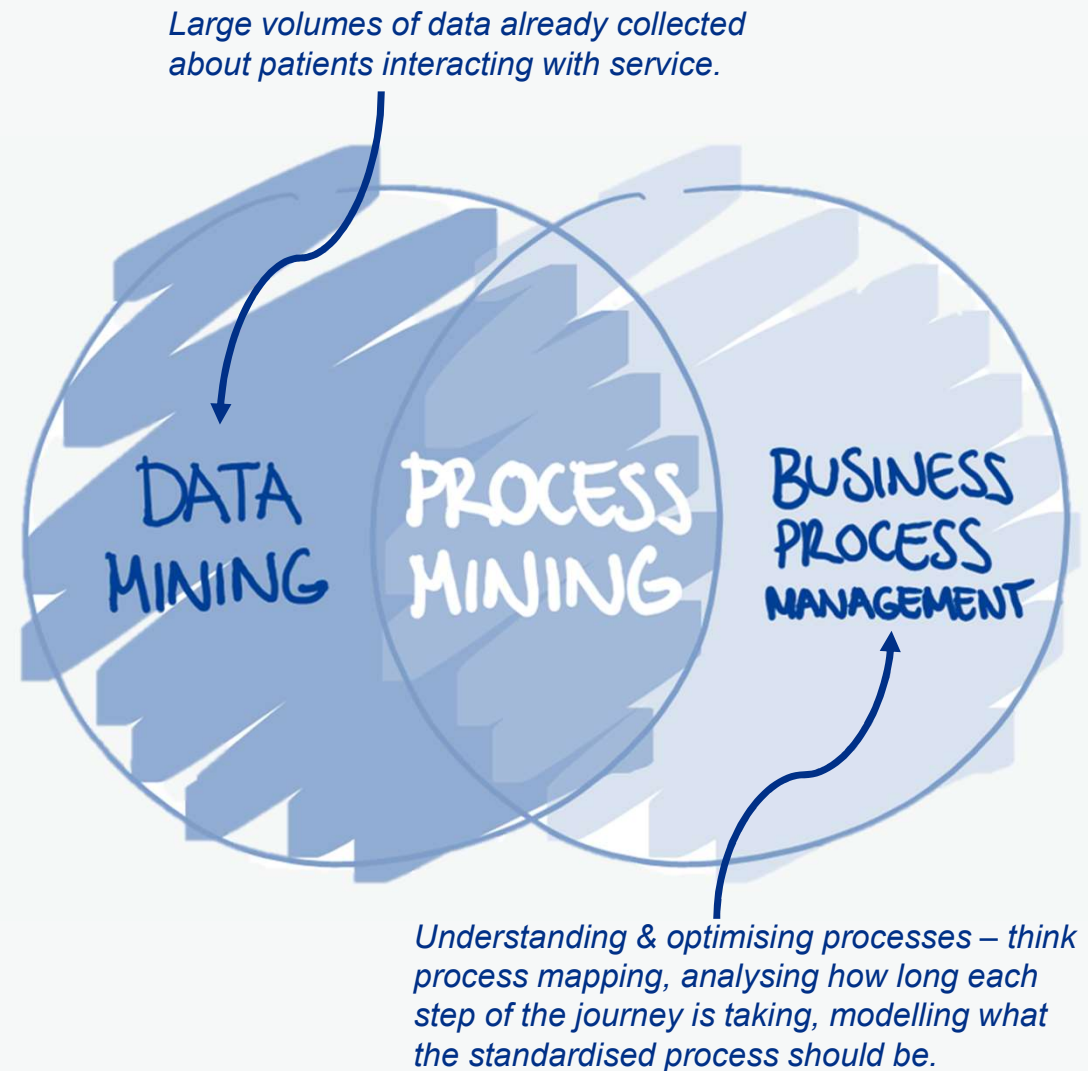 Large volumes of data already collected
about patients interacting with service.
DATA
MINING
PROCESS
MINING
BUSINESS
PROCESS
MANAGEMENT
Understanding & optimising processes – think
process mapping, analysing how long each
step of the journey is taking, modelling what
the standardised process should be.